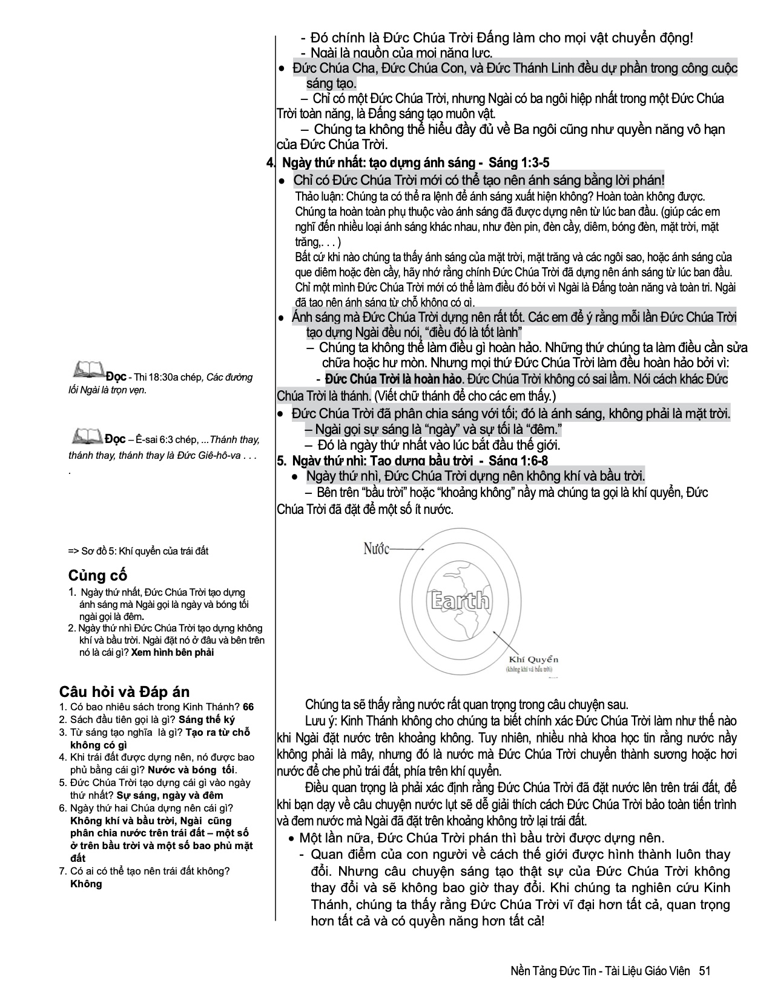 - Đó chính là Đức Chúa Trời Đấng làm cho mọi vật chuyển động!
- Ngài là nguồn của mọi năng lực.
• Đức Chúa Cha, Đức Chúa Con, và Đức Thánh Linh đều dự phần trong công cuộc
sáng tạo.
– Chỉ có một Đức Chúa Trời, nhưng Ngài có ba ngôi hiệp nhất trong một Đức Chúa
Trời toàn năng, là Đấng sáng tạo muôn vật.
– Chúng ta không thể hiểu đầy đủ về Ba ngôi cũng như quyền năng vô hạn
của Đức Chúa Trời.
4. Ngày thứ nhất: tạo dựng ánh sáng - Sáng 1:3-5
• Chỉ có Đức Chúa Trời mới có thể tạo nên ánh sáng bằng lời phán!
Thảo luận: Chúng ta có thể ra lệnh để ánh sáng xuất hiện không? Hoàn toàn không được.
Chúng ta hoàn toàn phụ thuộc vào ánh sáng đã được dựng nên từ lúc ban đầu. (giúp các em
nghĩ đến nhiều loại ánh sáng khác nhau, như đèn pin, đèn cầy, diêm, bóng đèn, mặt trời, mặt
trăng,. . . )
Bất cứ khi nào chúng ta thấy ánh sáng của mặt trời, mặt trăng và các ngôi sao, hoặc ánh sáng của
que diêm hoặc đèn cầy, hãy nhớ rằng chính Đức Chúa Trời đã dựng nên ánh sáng từ lúc ban đầu.
Chỉ một mình Đức Chúa Trời mới có thể làm điều đó bởi vì Ngài là Đấng toàn năng và toàn tri. Ngài
đã tạo nên ánh sáng từ chỗ không có gì.
• Ánh sáng mà Đức Chúa Trời dựng nên rất tốt. Các em để ý rằng mỗi lần Đức Chúa Trời
tạo dựng Ngài đều nói, “điều đó là tốt lành”
– Chúng ta không thể làm điều gì hoàn hảo. Những thứ chúng ta làm điều cần sửa
chữa hoặc hư mòn. Nhưng mọi thứ Đức Chúa Trời làm đều hoàn hảo bởi vì:
- Đức Chúa Trời là hoàn hảo. Đức Chúa Trời không có sai lầm. Nói cách khác Đức
Chúa Trời là thánh. (Viết chữ thánh để cho các em thấy.)
• Đức Chúa Trời đã phân chia sáng với tối; đó là ánh sáng, không phải là mặt trời.
– Ngài gọi sự sáng là “ngày” và sự tối là “đêm.”
– Đó là ngày thứ nhất vào lúc bắt đầu thế giới.
5. Ngày thứ nhì: Tạo dựng bầu trời - Sáng 1:6-8
• Ngày thứ nhì, Đức Chúa Trời dựng nên không khí và bầu trời.
– Bên trên “bầu trời” hoặc “khoảng không” nầy mà chúng ta gọi là khí quyển, Đức
Chúa Trời đã đặt để một số ít nước.
Nước
Earth
Khí Quyển
(không khí và bầu trời)
Chúng ta sẽ thấy rằng nước rất quan trọng trong câu chuyện sau.
Lưu ý: Kinh Thánh không cho chúng ta biết chính xác Đức Chúa Trời làm như thế nào
khi Ngài đặt nước trên khoảng không. Tuy nhiên, nhiều nhà khoa học tin rằng nước nầy
không phải là mây, nhưng đó là nước mà Đức Chúa Trời chuyển thành sương hoặc hơi
nước để che phủ trái đất, phía trên khí quyển.
Điều quan trọng là phải xác định rằng Đức Chúa Trời đã đặt nước lên trên trái đất, để
khi bạn dạy về câu chuyện nước lụt sẽ dễ giải thích cách Đức Chúa Trời bảo toàn tiến trình
và đem nước mà Ngài đã đặt trên khoảng không trở lại trái đất.
• Một lần nữa, Đức Chúa Trời phán thì bầu trời được dựng nên.
- Quan điểm của con người về cách thế giới được hình thành luôn thay
đổi. Nhưng câu chuyện sáng tạo thật sự của Đức Chúa Trời không
thay đổi và sẽ không bao giờ thay đổi. Khi chúng ta nghiên cứu Kinh
Thánh, chúng ta thấy rằng Đức Chúa Trời vĩ đại hơn tất cả, quan trọng
hơn tất cả và có quyền năng hơn tất cả!
Đọc - Thi 18:30a chép, Các đường
lối Ngài là trọn vẹn.
Đọc – Ê-sai 6:3 chép, ...Thánh thay,
thánh thay, thánh thay là Đức Giê-hô-va . . .
.
=> Sơ đồ 5: Khí quyển của trái đất
Củng cố
1. Ngày thứ nhất, Đức Chúa Trời tạo dựng
ánh sáng mà Ngài gọi là ngày và bóng tối
ngài gọi là đêm.
2. Ngày thứ nhì Đức Chúa Trời tạo dựng không
khí và bầu trời. Ngài đặt nó ở đâu và bên trên
nó là cái gì? Xem hình bên phải
Câu hỏi và Đáp án
1. Có bao nhiêu sách trong Kinh Thánh? 66
2. Sách đầu tiên gọi là gì? Sáng thế ký
3. Từ sáng tạo nghĩa là gì? Tạo ra từ chỗ
không có gì
4. Khi trái đất được dựng nên, nó được bao
phủ bằng cái gì? Nước và bóng tối.
5. Đức Chúa Trời tạo dựng cái gì vào ngày
thứ nhất? Sự sáng, ngày và đêm
6. Ngày thứ hai Chúa dựng nên cái gì?
Không khí và bầu trời, Ngài cũng
phân chia nước trên trái đất – một số
ở trên bầu trời và một số bao phủ mặt
đất
7. Có ai có thể tạo nên trái đất không?
Không
Nền Tảng Đức Tin - Tài Liệu Giáo Viên 51